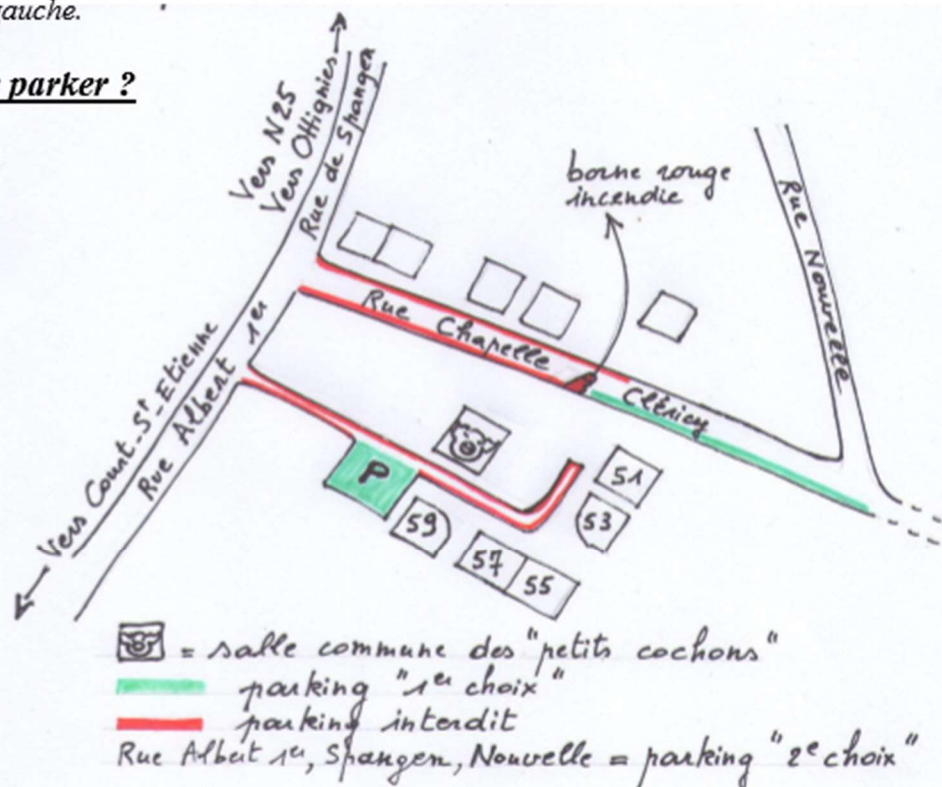 gauche.
parker ?
Vers N25
Vers Ottignies
Rue de Spangen
borne rouge
incendie
Rue Nouvelle
Rue Chapelle
Cléricy
Vers Court-St-Etienne
Rue Albert 1er
P
51
53
59
57
55
= salle commune des "petits cochons"
parking "1er choix"
parking interdit
Rue Albert 1er, Spangen, Nouvelle = parking "2e choix"